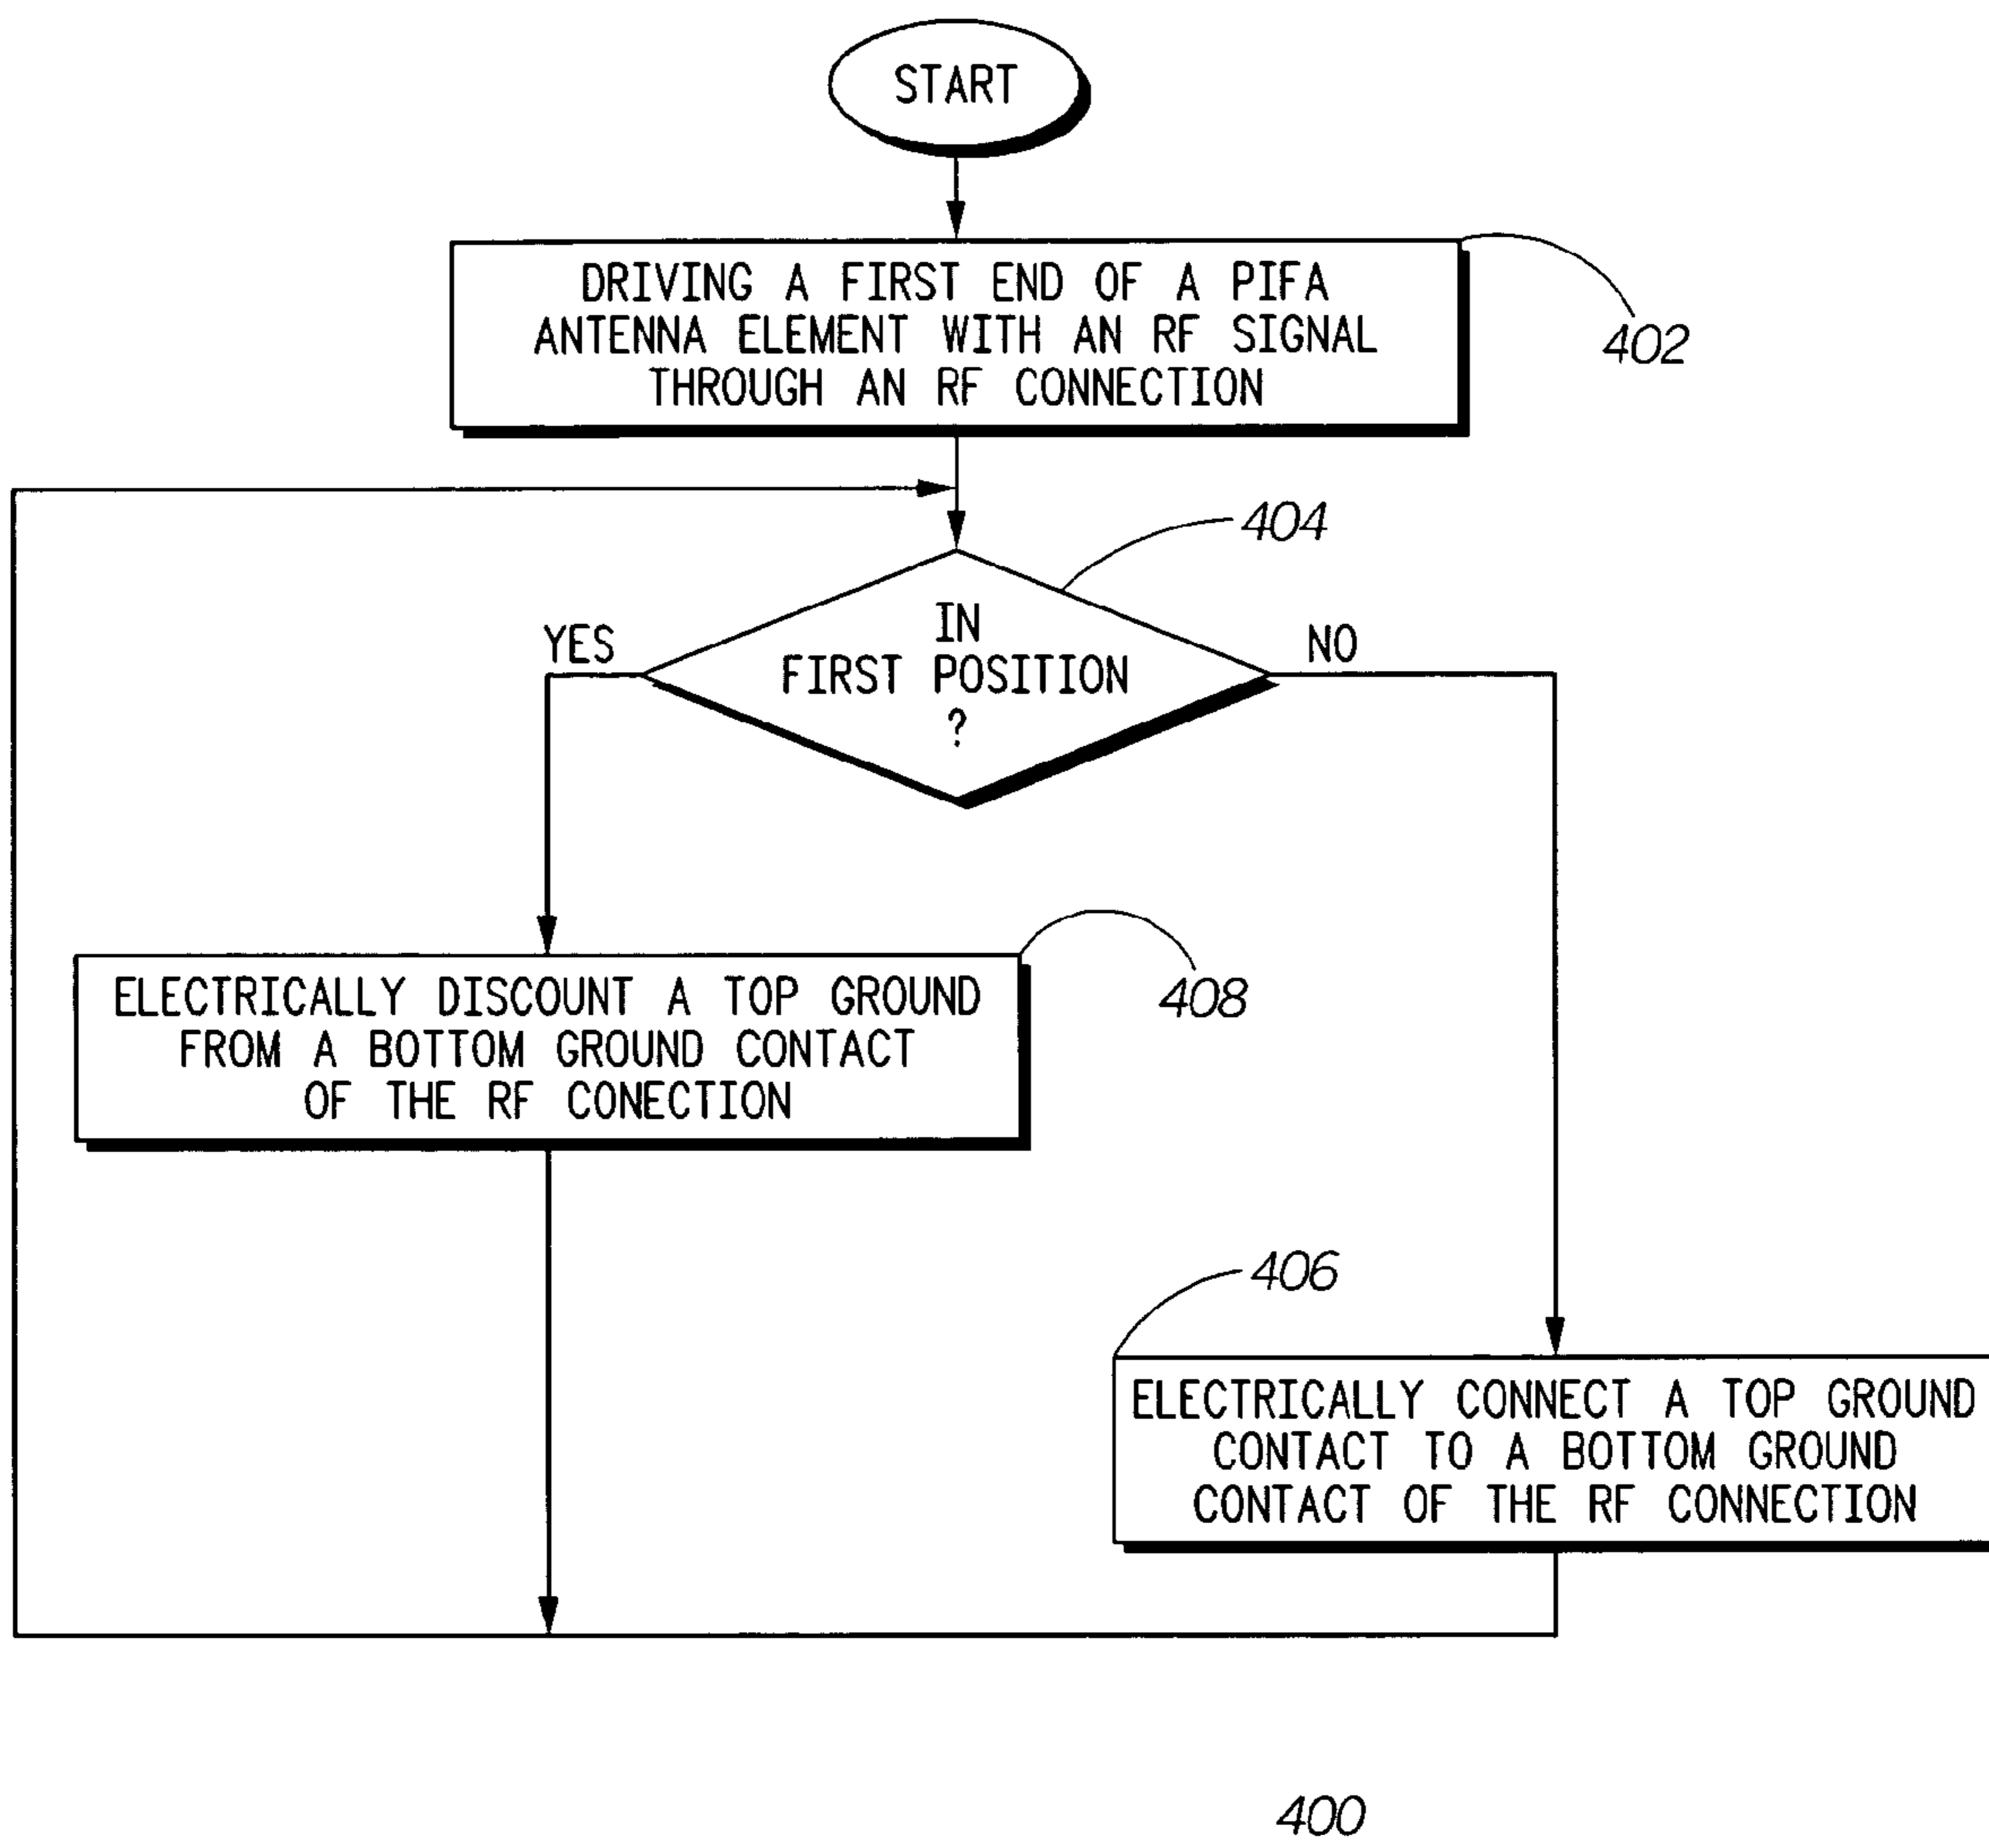 START
DRIVING A FIRST END OF A PIFA
ANTENNA ELEMENT WITH AN RF SIGNAL
THROUGH AN RF CONNECTION
402
404
IN
FIRST POSITION
?
YES
NO
ELECTRICALLY DISCOUNT A TOP GROUND
FROM A BOTTOM GROUND CONTACT
OF THE RF CONECTION
408
406
ELECTRICALLY CONNECT A TOP GROUND
CONTACT TO A BOTTOM GROUND
CONTACT OF THE RF CONNECTION
400